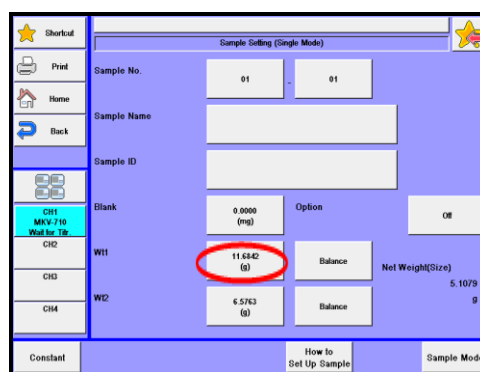 Shortcut
Sample Setting (Single Mode)
Print
Sample No.
01
.
01
Home
Sample Name
Back
Sample ID
Blank
0.0000
(mg)
Option
Off
CH1
MKV-710
Wait for Titr.
CH2
Wt1
11.6842
(g)
Balance
Net Weight(Size)
5.1079
g
CH3
Wt2
6.5763
(g)
Balance
CH4
Constant
How to
Set Up Sample
Sample Mode